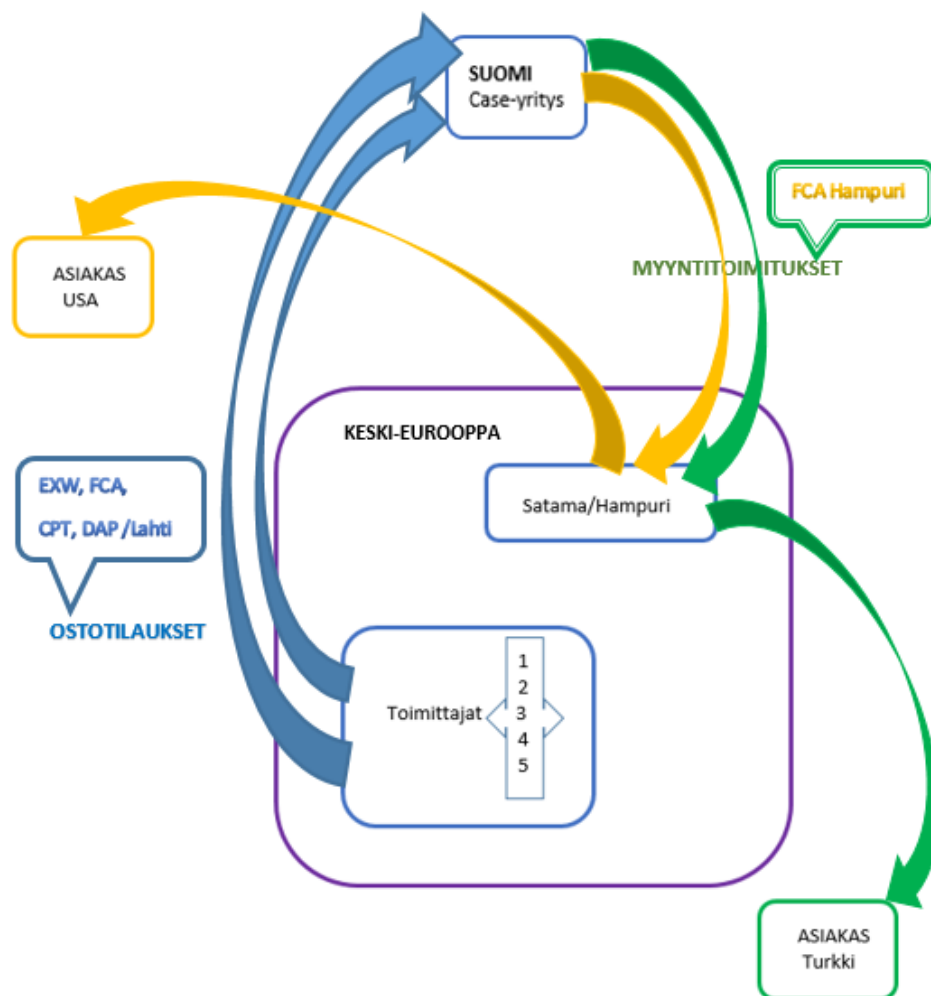 SUOMI
Case-yritys
FCA Hampuri
MYYNTITOIMITUKSET
ASIAKAS
USA
KESKI-EUROOPPA
EXW, FCA,
CPT, DAP /Lahti
Satama/Hampuri
OSTOTILAUKSET
Toimittajat
1
2
3
4
5
ASIAKAS
Turkki